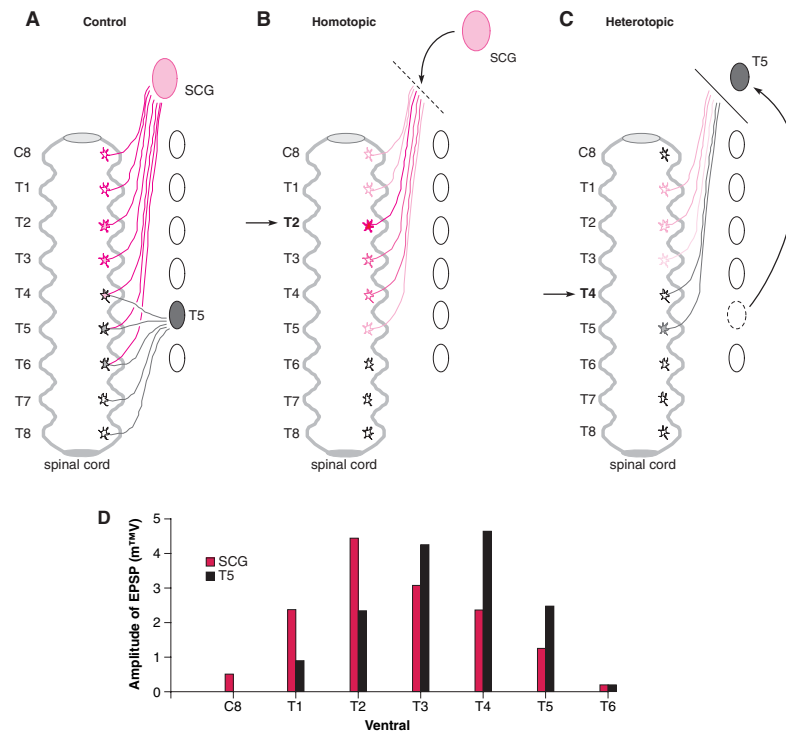 A
Control
SCG
C8
T1
T2
T3
T4
T5
T5
T6
T7
T8
spinal cord
B
Homotopic
SCG
C8
T1
T2
T3
T4
T5
T6
T7
T8
spinal cord
C
Heterotopic
T5
C8
T1
T2
T3
T4
T5
T6
T7
T8
spinal cord
D
Amplitude of EPSP (m™V)
5
4
3
2
1
0
SCG
T5
C8 T1 T2 T3 T4 T5 T6
Ventral